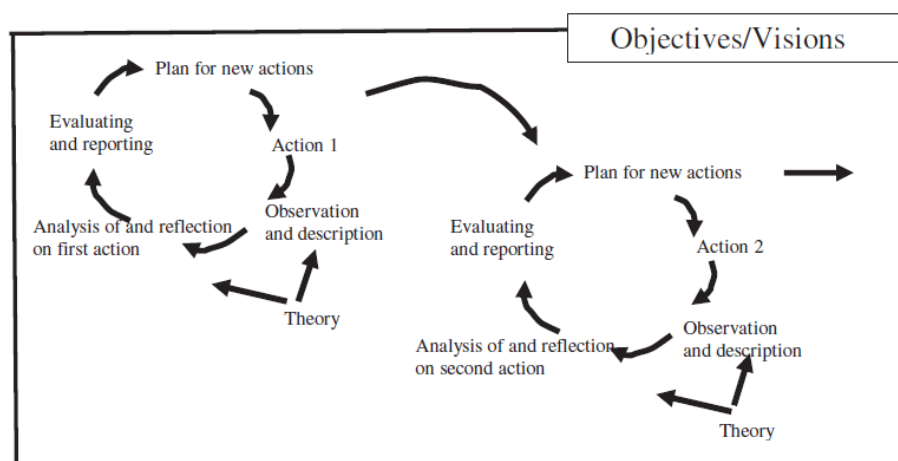 Objectives/Visions
Plan for new actions
Evaluating
and reporting
Action 1
Observation
and description
Analysis of and reflection
on first action
Theory
Plan for new actions
Evaluating
and reporting
Action 2
Observation
and description
Analysis of and reflection
on second action
Theory